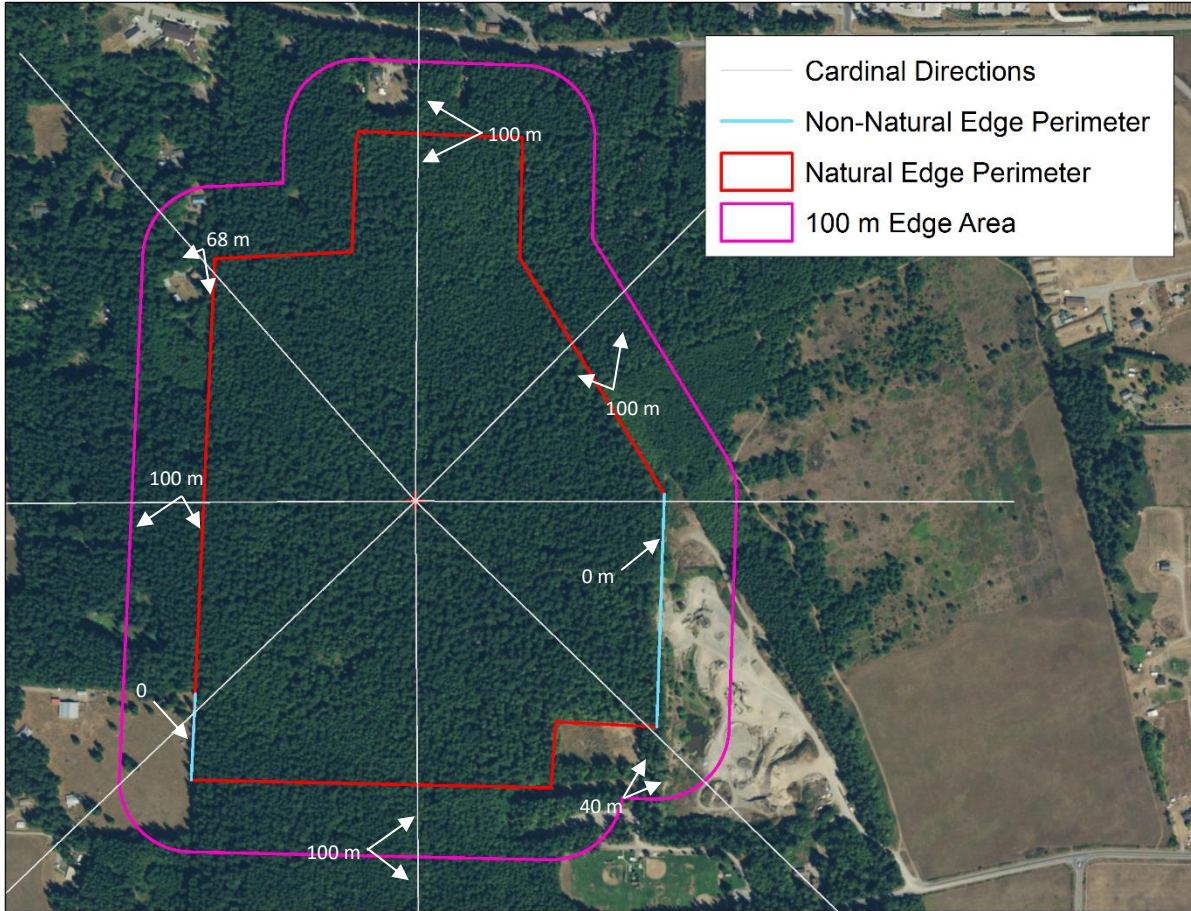 Cardinal Directions
Non-Natural Edge Perimeter
Natural Edge Perimeter
100 m Edge Area
100 m
68 m
100 m
100 m
0 m
0
40 m
100 m